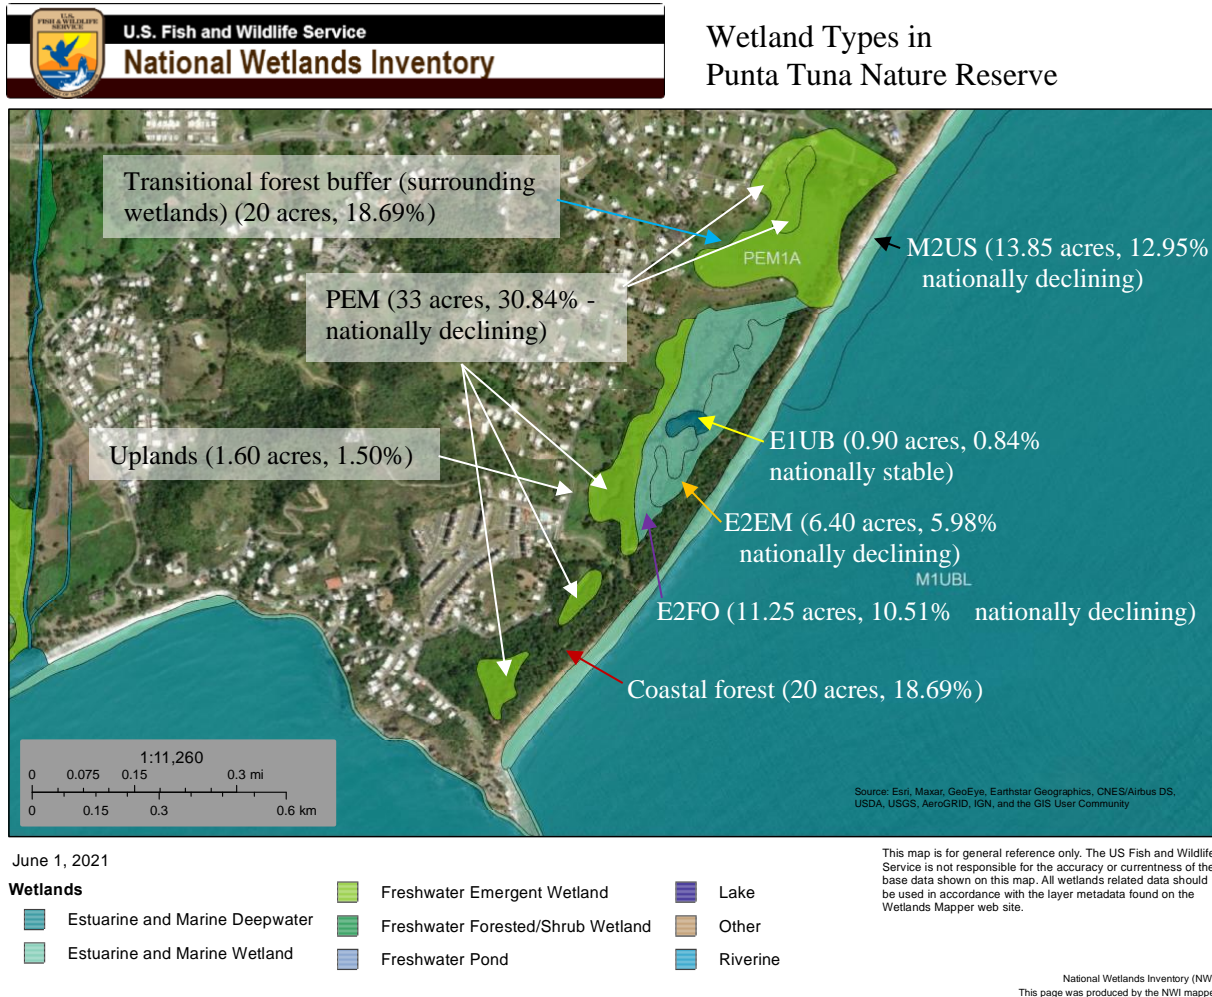 U.S.
FISH & WILDLIFE
SERVICE
U.S. Fish and Wildlife Service
National Wetlands Inventory
Wetland Types in
Punta Tuna Nature Reserve
Transitional forest buffer (surrounding
wetlands) (20 acres, 18.69%)
PEM1A
M2US (13.85 acres, 12.95%
nationally declining)
PEM (33 acres, 30.84% -
nationally declining)
Uplands (1.60 acres, 1.50%)
E1UB (0.90 acres, 0.84%
nationally stable)
E2EM (6.40 acres, 5.98%
nationally declining)
M1UBL
E2FO (11.25 acres, 10.51% nationally declining)
Coastal forest (20 acres, 18.69%)
1:11,260
0 0.075 0.15 0.3 mi
0 0.15 0.3 0.6 km
Source: Esri, Maxar, GeoEye, Earthstar Geographics, CNES/Airbus DS,
USDA, USGS, AeroGRID, IGN, and the GIS User Community
June 1, 2021
Wetlands
Estuarine and Marine Deepwater
Estuarine and Marine Wetland
Freshwater Emergent Wetland
Freshwater Forested/Shrub Wetland
Freshwater Pond
Lake
Other
Riverine
This map is for general reference only. The US Fish and Wildlife
Service is not responsible for the accuracy or currentness of the
base data shown on this map. All wetlands related data should
be used in accordance with the layer metadata found on the
Wetlands Mapper web site.
National Wetlands Inventory (NW
This page was produced by the NWI mappe